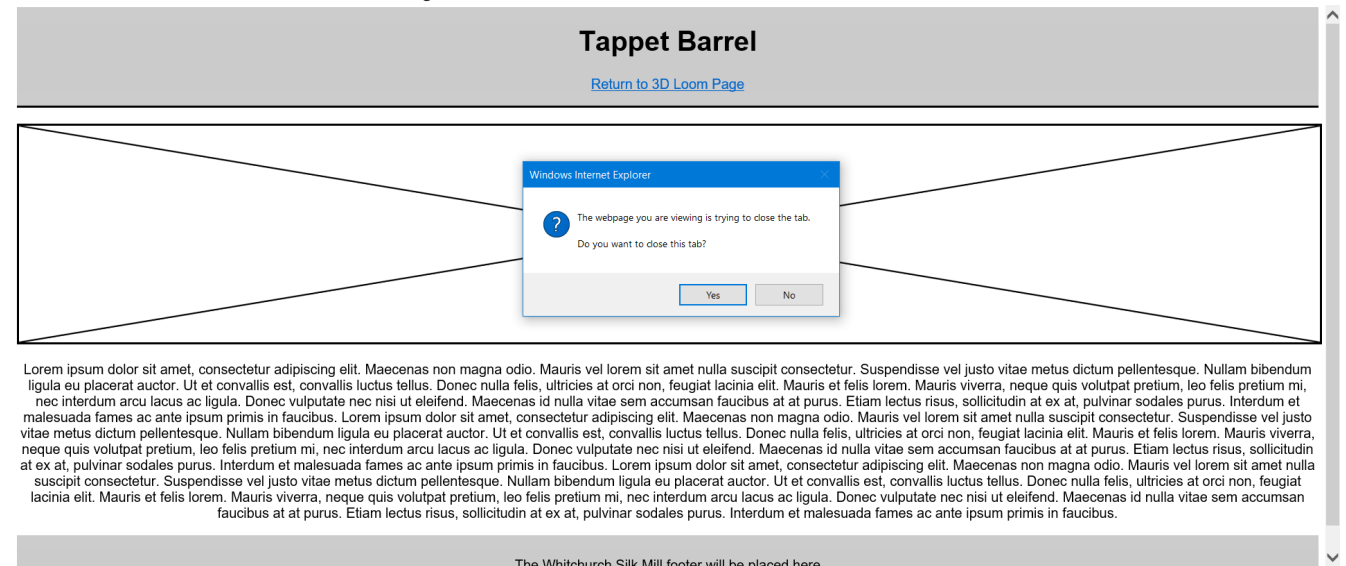 Tappet Barrel
Return to 3D Loom Page
Windows Internet Explorer
The webpage you are viewing is trying to close the tab.
Do you want to close this tab?
Yes
No
Lorem ipsum dolor sit amet, consectetur adipiscing elit. Maecenas non magna odio. Mauris vel lorem sit amet nulla suscipit consectetur. Suspendisse vel justo vitae metus dictum pellentesque. Nullam bibendum
ligula eu placerat auctor. Ut et convallis est, convallis luctus tellus. Donec nulla felis, ultricies at orci non, feugiat lacinia elit. Mauris et felis lorem. Mauris viverra, neque quis volutpat pretium, leo felis pretium mi,
nec interdum arcu lacus ac ligula. Donec vulputate nec nisi ut eleifend. Maecenas id nulla vitae sem accumsan faucibus at at purus. Etiam lectus risus, sollicitudin at ex at, pulvinar sodales purus. Interdum et
malesuada fames ac ante ipsum primis in faucibus. Lorem ipsum dolor sit amet, consectetur adipiscing elit. Maecenas non magna odio. Mauris vel lorem sit amet nulla suscipit consectetur. Suspendisse vel justo
vitae metus dictum pellentesque. Nullam bibendum ligula eu placerat auctor. Ut et convallis est, convallis luctus tellus. Donec nulla felis, ultricies at orci non, feugiat lacinia elit. Mauris et felis lorem. Mauris viverra,
neque quis volutpat pretium, leo felis pretium mi, nec interdum arcu lacus ac ligula. Donec vulputate nec nisi ut eleifend. Maecenas id nulla vitae sem accumsan faucibus at at purus. Etiam lectus risus, sollicitudin
at ex at, pulvinar sodales purus. Interdum et malesuada fames ac ante ipsum primis in faucibus. Lorem ipsum dolor sit amet, consectetur adipiscing elit. Maecenas non magna odio. Mauris vel lorem sit amet nulla
suscipit consectetur. Suspendisse vel justo vitae metus dictum pellentesque. Nullam bibendum ligula eu placerat auctor. Ut et convallis est, convallis luctus tellus. Donec nulla felis, ultricies at orci non, feugiat
lacinia elit. Mauris et felis lorem. Mauris viverra, neque quis volutpat pretium, leo felis pretium mi, nec interdum arcu lacus ac ligula. Donec vulputate nec nisi ut eleifend. Maecenas id nulla vitae sem accumsan
faucibus at at purus. Etiam lectus risus, sollicitudin at ex at, pulvinar sodales purus. Interdum et malesuada fames ac ante ipsum primis in faucibus.
The Whitchurch Silk Mill footer will be placed here